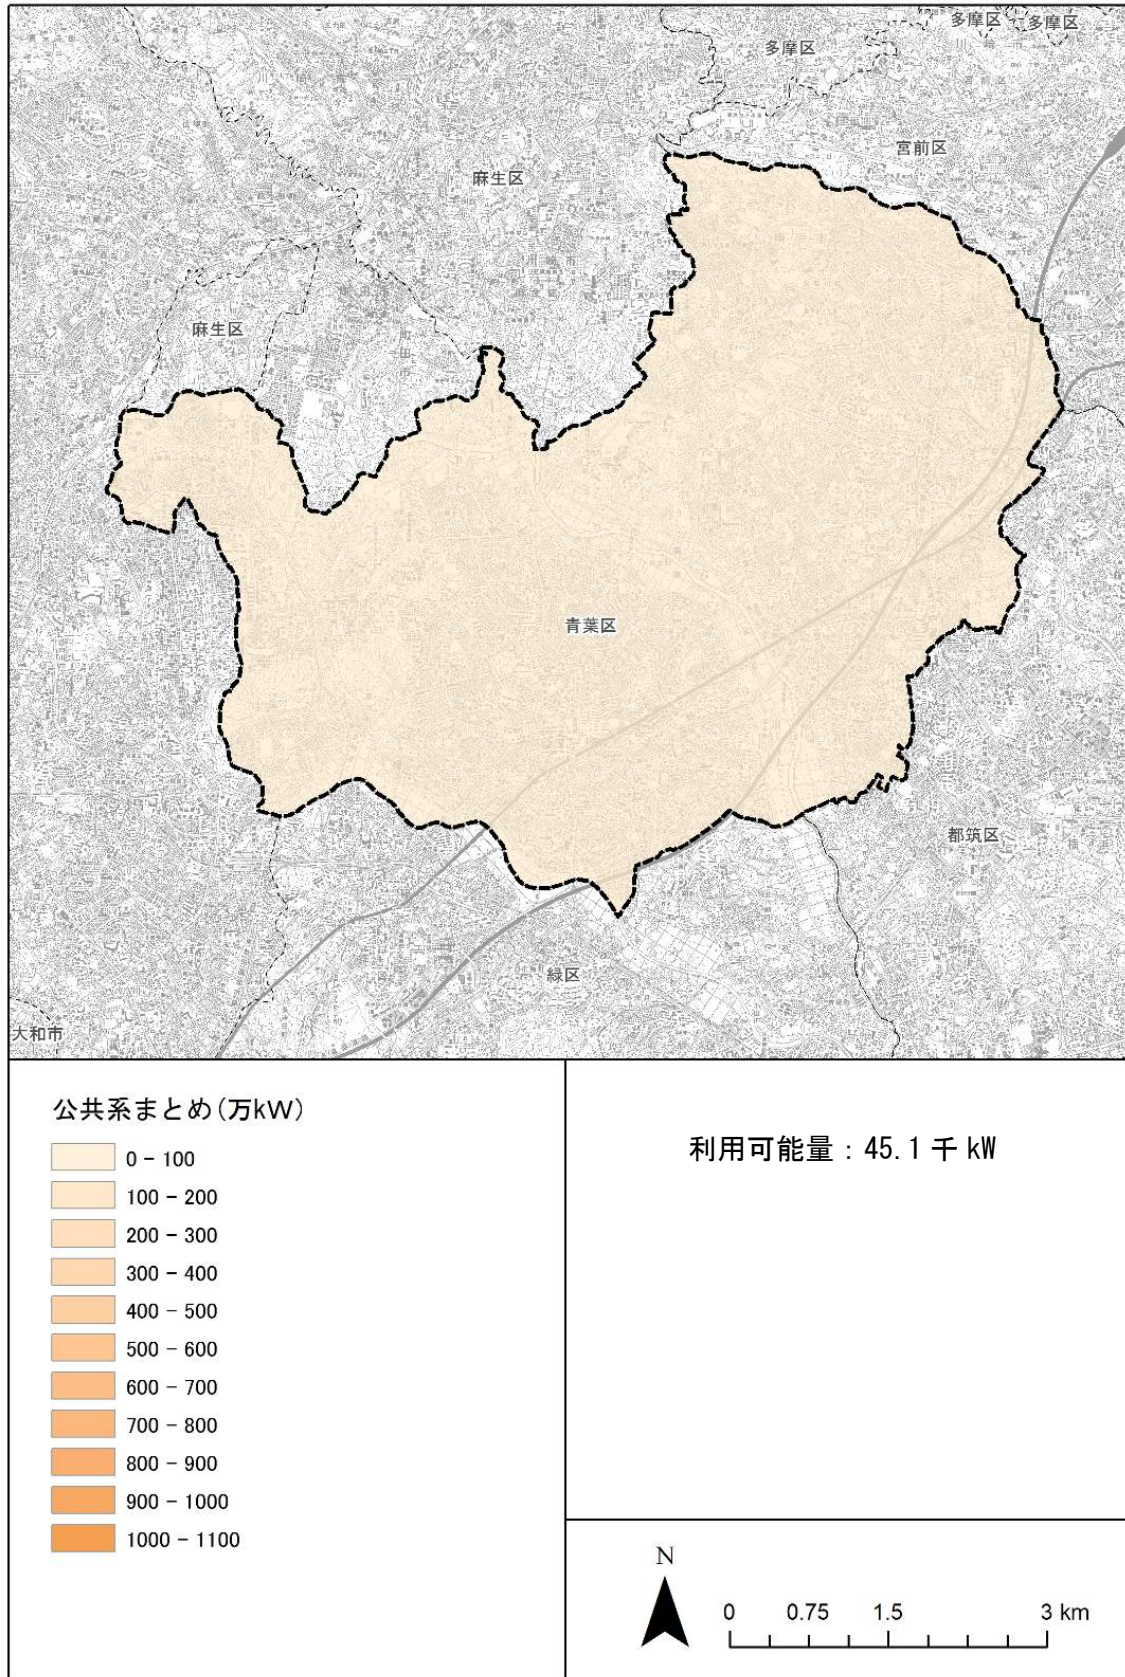 多摩区
多摩区
多摩区
宮前区
麻生区
麻生区
青葉区
都筑区
緑区
大和市
公共系まとめ(万kW)
0 - 100
100 - 200
200 - 300
300 - 400
400 - 500
500 - 600
600 - 700
700 - 800
800 - 900
900 - 1000
1000 - 1100
利用可能量：45.1 千 kW
N
0 0.75 1.5 3 km